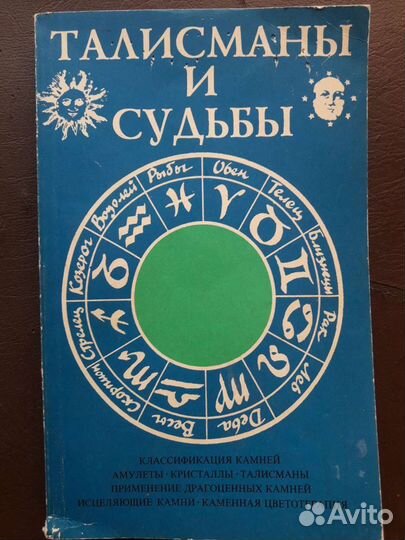 ТАЛИСМАНЫ
И
СУДЬБЫ
Овен
Телец
Близнецы
Рак
Лев
Дева
Весы
Скорпион
Стрелец
Козерог
Водолей
Рыбы
КЛАССИФИКАЦИЯ КАМНЕЙ
АМУЛЕТЫ · КРИСТАЛЛЫ · ТАЛИСМАНЫ
ПРИМЕНЕНИЕ ДРАГОЦЕННЫХ КАМНЕЙ
ИСЦЕЛЯЮЩИЕ КАМНИ · КАМЕННАЯ ЦВЕТОТЕРАПИЯ
Avito